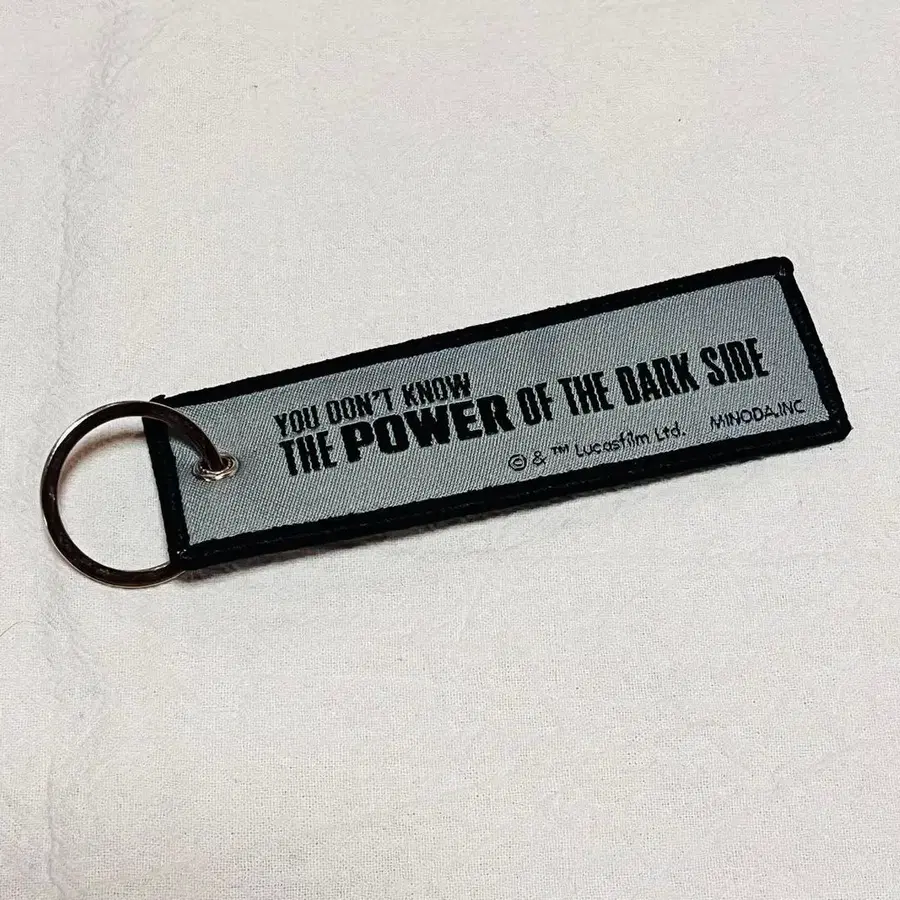 YOU DON'T KNOW
THE POWER OF THE DARK SIDE
© & ™ Lucasfilm Ltd. MINODA.INC